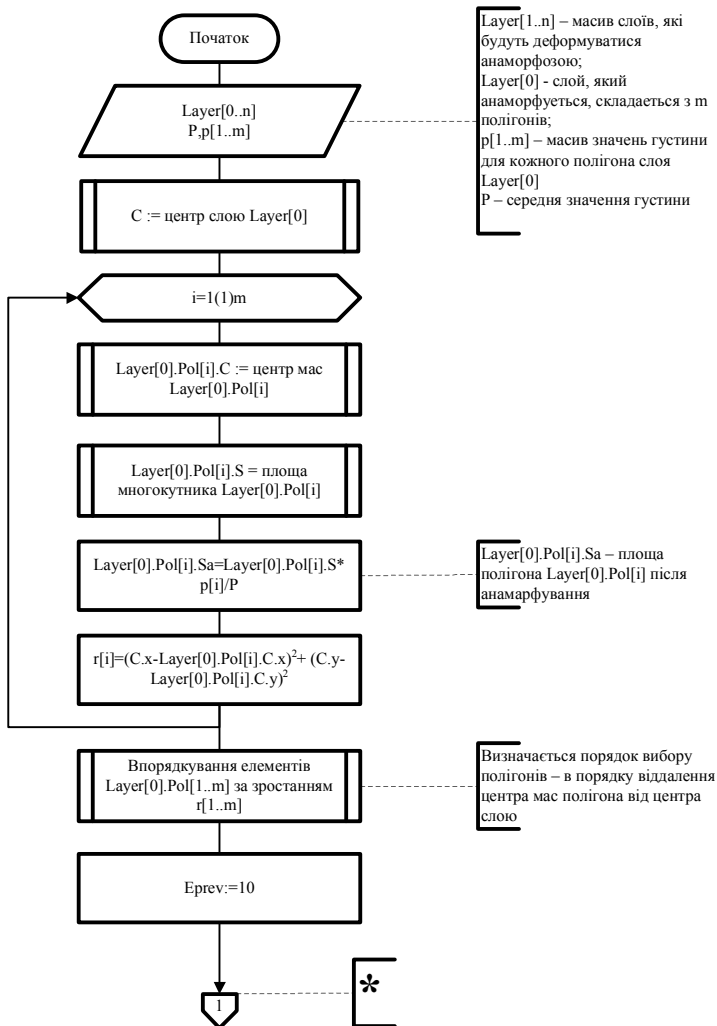 Початок
Layer[0..n]
P,p[1..m]
Layer[1..n] – масив слоїв, які
будуть деформуватися
анаморфозою;
Layer[0] - слой, який
анаморфуеться, складаеться з m
полігонів;
p[1..m] – масив значень густини
для кожного полігона слоя
Layer[0]
P – середня значення густини
C := центр слою Layer[0]
i=1(1)m
Layer[0].Pol[i].C := центр мас
Layer[0].Pol[i]
Layer[0].Pol[i].S = площа
многокутника Layer[0].Pol[i]
Layer[0].Pol[i].Sa=Layer[0].Pol[i].S*
p[i]/P
Layer[0].Pol[i].Sa – площа
полігона Layer[0].Pol[i] після
анамарфування
r[i]=(C.x-Layer[0].Pol[i].C.x)²+ (C.y-
Layer[0].Pol[i].C.y)²
Впорядкування елементів
Layer[0].Pol[1..m] за зростанням
r[1..m]
Визначається порядок вибору
полігонів – в порядку віддалення
центра мас полігона від центра
слою
Eprev:=10
1
*